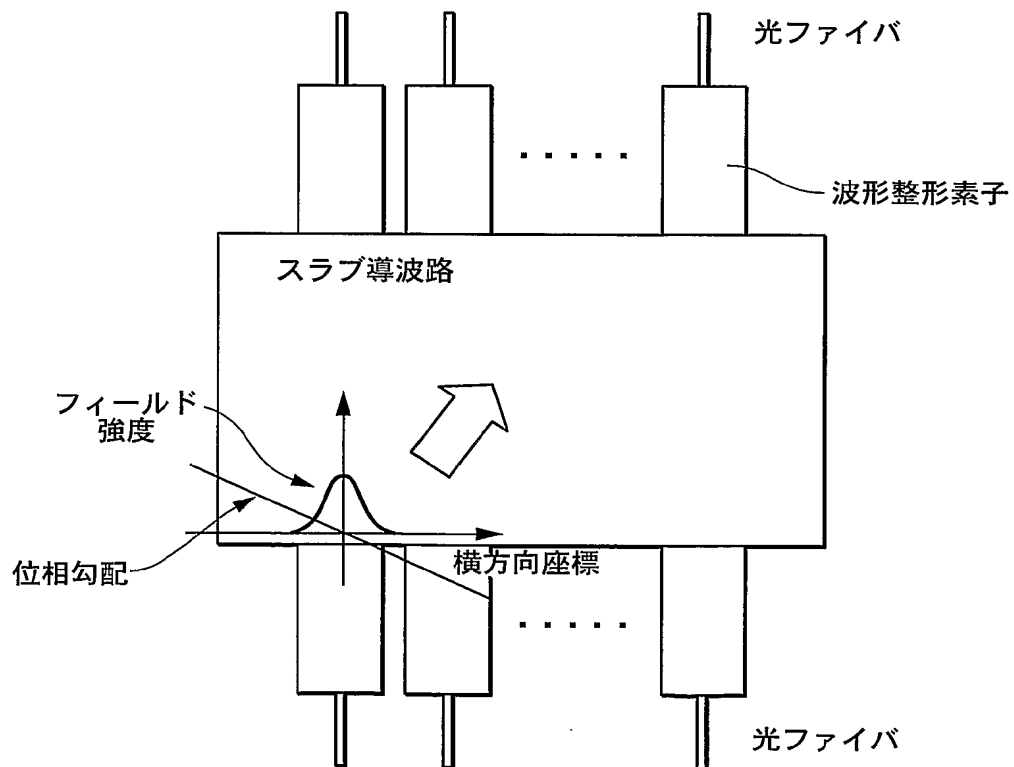 光ファイバ
波形整形素子
スラブ導波路
フィールド
強度
横方向座標
位相勾配
光ファイバ